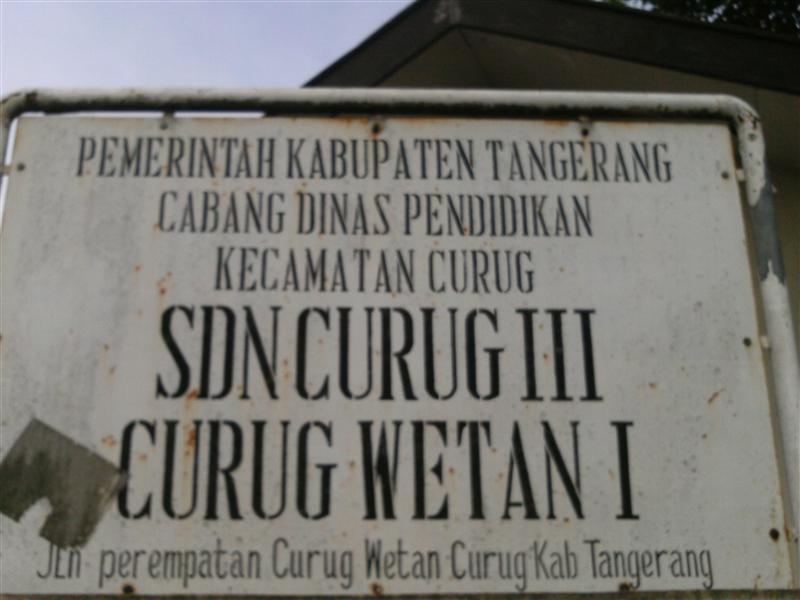 PEMERINTAH KABUPATEN TANGERANG
CABANG DINAS PENDIDIKAN
KECAMATAN CURUG
SDN CURUG III
CURUG WETAN I
JLn perempatan Curug Wetan Curug Kab Tangerang